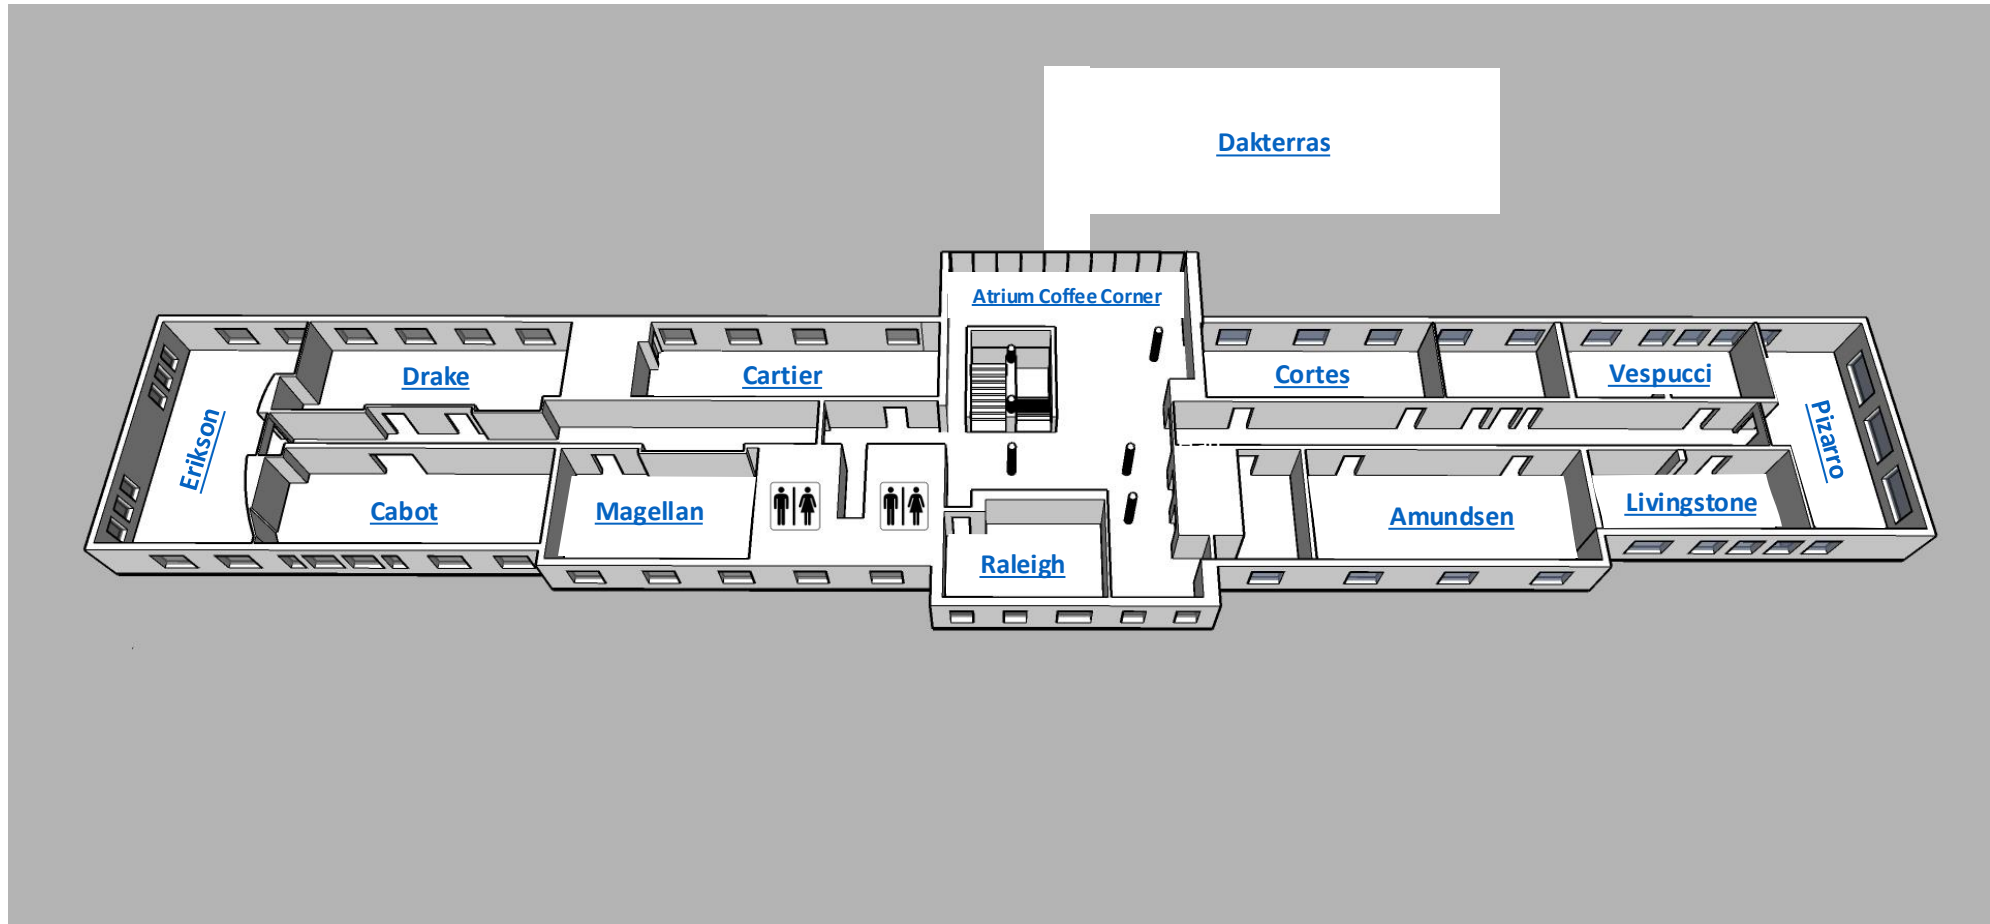 Dakterras
Atrium Coffee Corner
Drake
Cartier
Cortes
Vespucci
Erikson
Pizarro
Cabot
Magellan
Raleigh
Amundsen
Livingstone